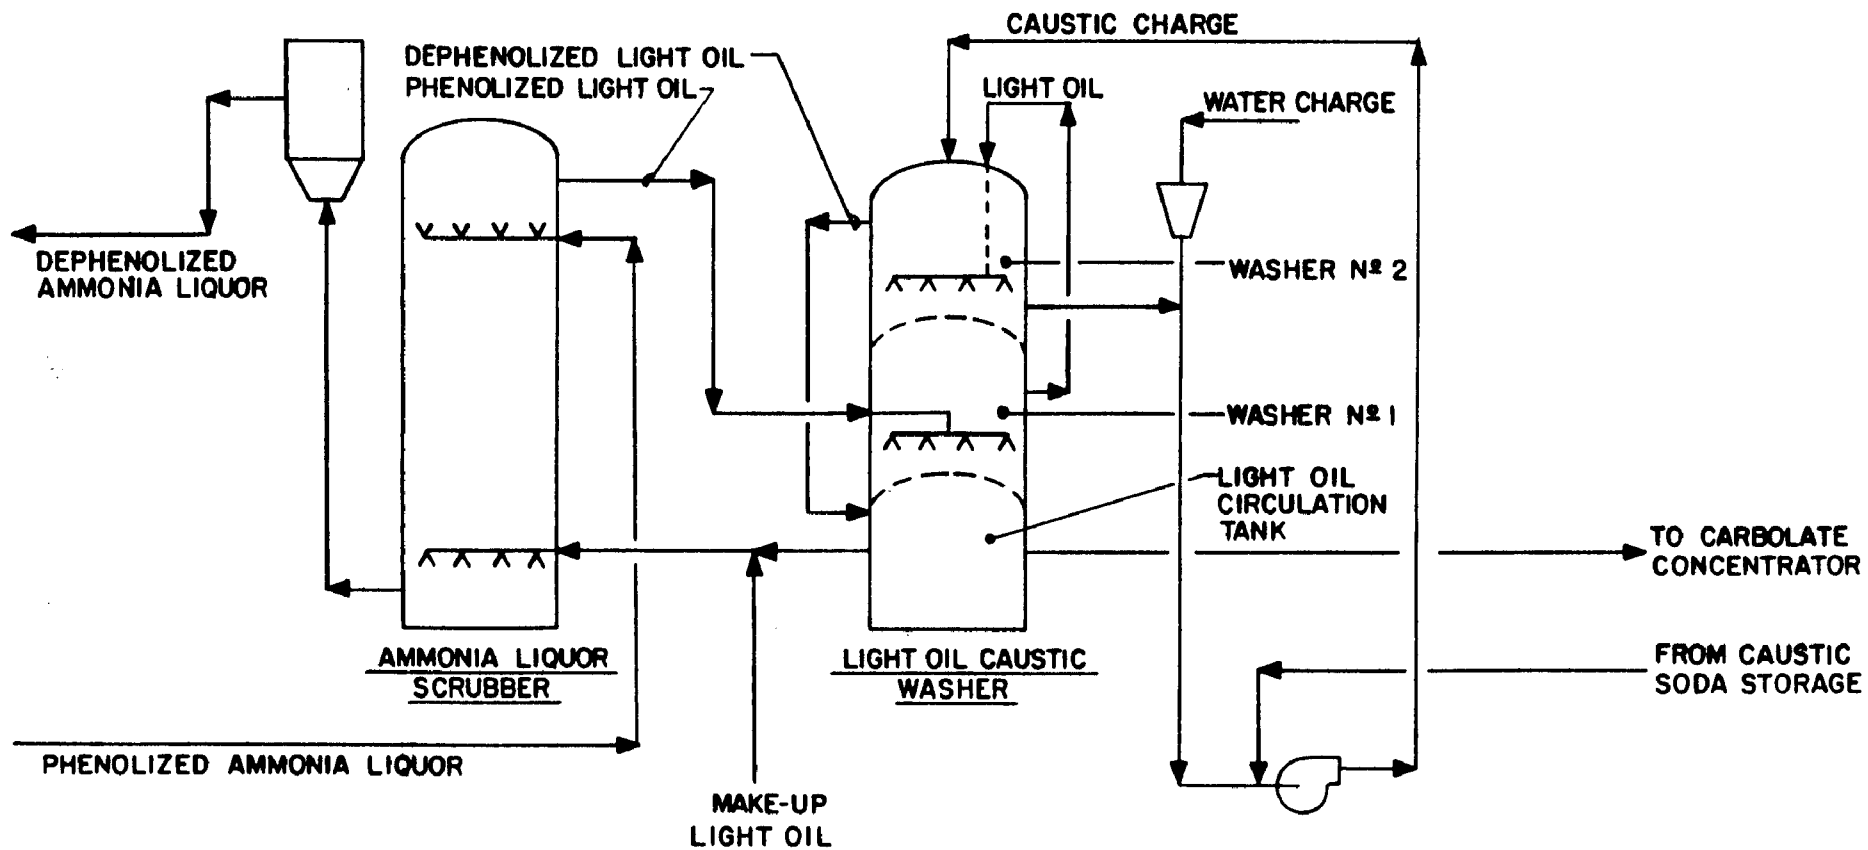 CAUSTIC CHARGE
DEPHENOLIZED LIGHT OIL
PHENOLIZED LIGHT OIL
LIGHT OIL
WATER CHARGE
DEPHENOLIZED
AMMONIA LIQUOR
WASHER Nº 2
WASHER Nº 1
LIGHT OIL
CIRCULATION
TANK
TO CARBOLATE
CONCENTRATOR
AMMONIA LIQUOR
SCRUBBER
LIGHT OIL CAUSTIC
WASHER
FROM CAUSTIC
SODA STORAGE
PHENOLIZED AMMONIA LIQUOR
MAKE-UP
LIGHT OIL